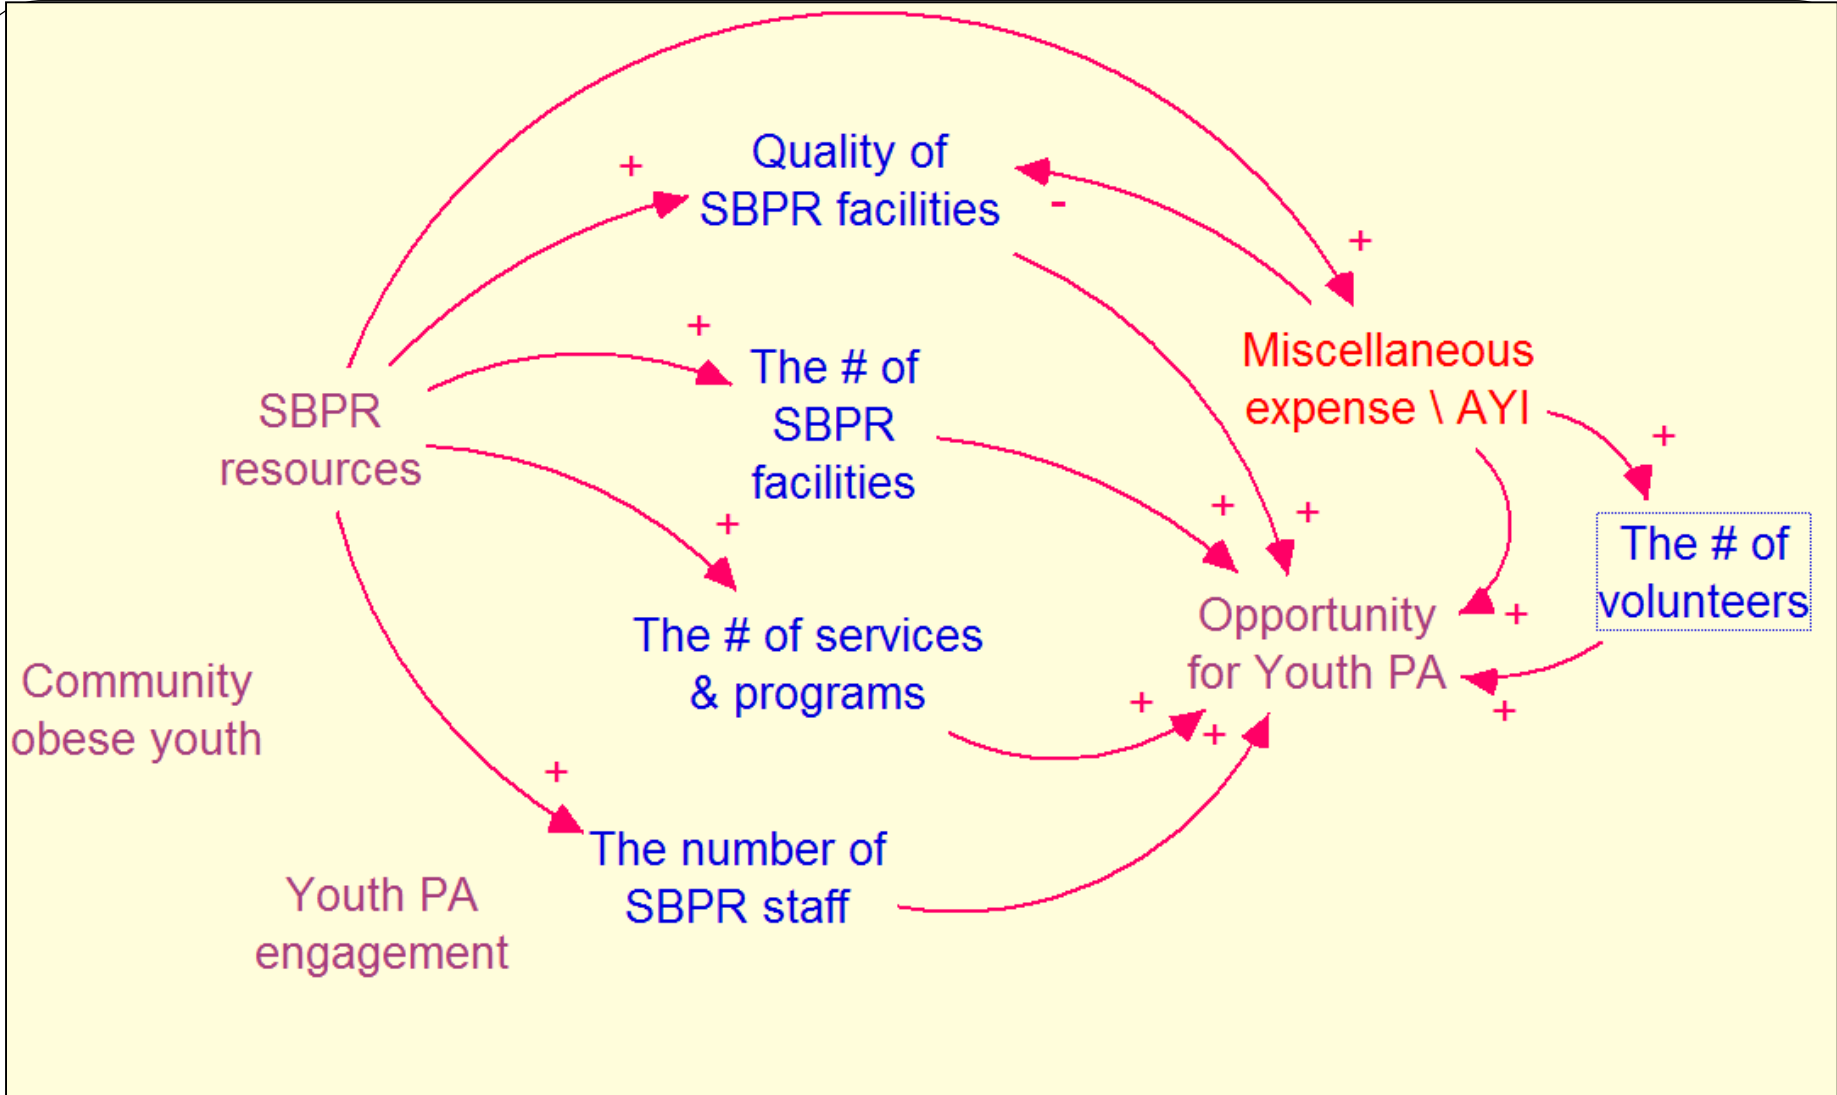 Quality of
SBPR facilities
+
-
+
The # of
SBPR
facilities
+
Miscellaneous
expense \ AYI
SBPR
resources
+
+
+
+
The # of
volunteers
+
Opportunity
for Youth PA
+
+
The # of services
& programs
+
+
Community
obese youth
+
The number of
SBPR staff
Youth PA
engagement